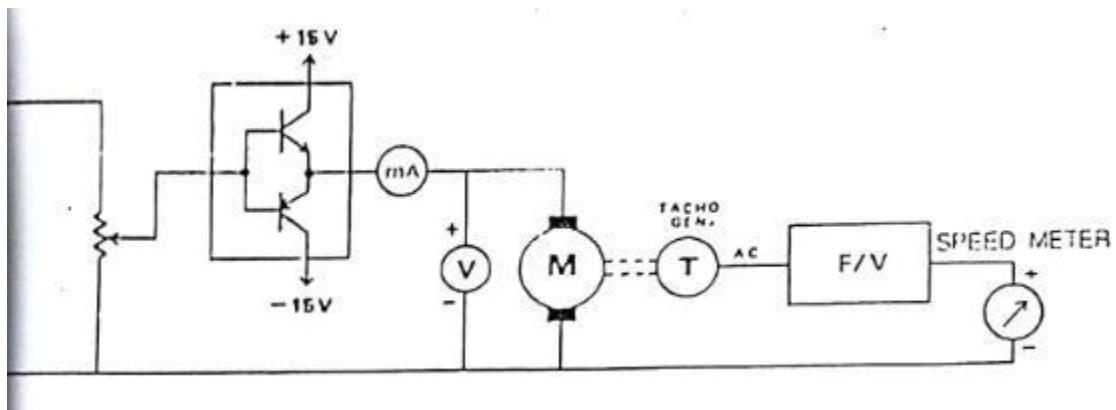 +15V
mA
+
V
-
M
TACHO
GEN.
T
AC
F/V
SPEED METER
+
-
-15V